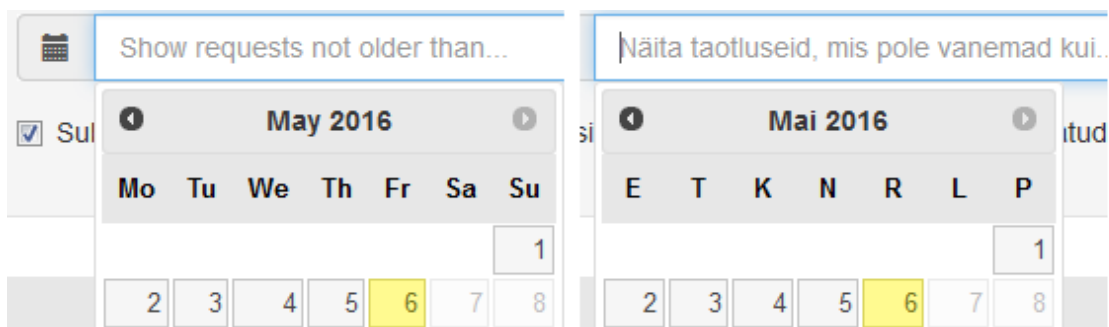 Show requests not older than...
Sul
May 2016
Mo Tu We Th Fr Sa Su
1
2 3 4 5 6 7 8
Näita taotluseid, mis pole vanemad kui..
si
Mai 2016
tud
E T K N R L P
1
2 3 4 5 6 7 8